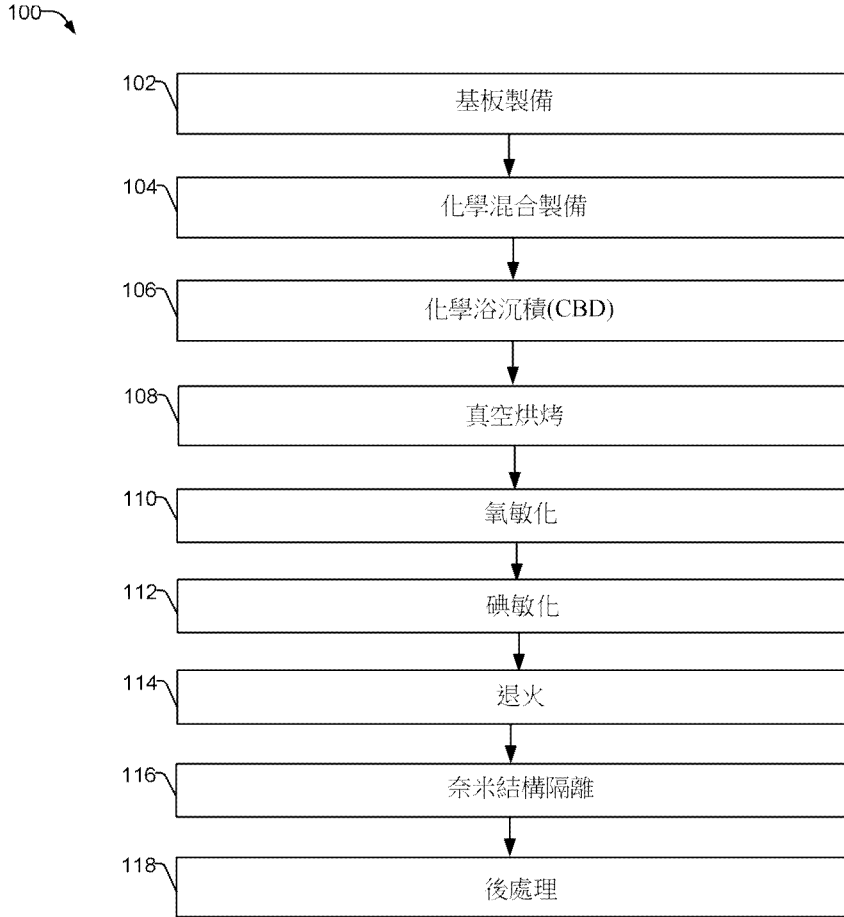 100
102
基板製備
104
化學混合製備
106
化學浴沉積(CBD)
108
真空烘烤
110
氧敏化
112
碘敏化
114
退火
116
奈米結構隔離
118
後處理